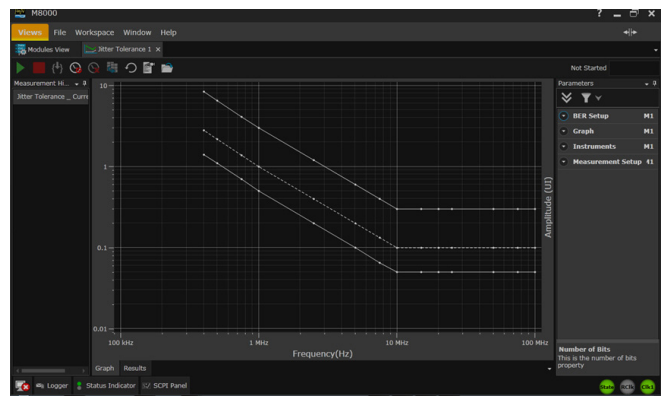 M8000
? _ x
Views File Workspace Window Help
Modules View Jitter Tolerance 1 x
Not Started
Measurement Hi...
Jitter Tolerance _ Curr
Parameters
BER Setup M1
Graph M1
Instruments M1
Measurement Setup
10
1
0.1
0.01
Amplitude (UI)
100 kHz 1 MHz 10 MHz 100 MHz
Frequency(Hz)
Number of Bits
This is the number of bits
property
Graph Results
Logger Status Indicator SCPI Panel
State RClk Clk1